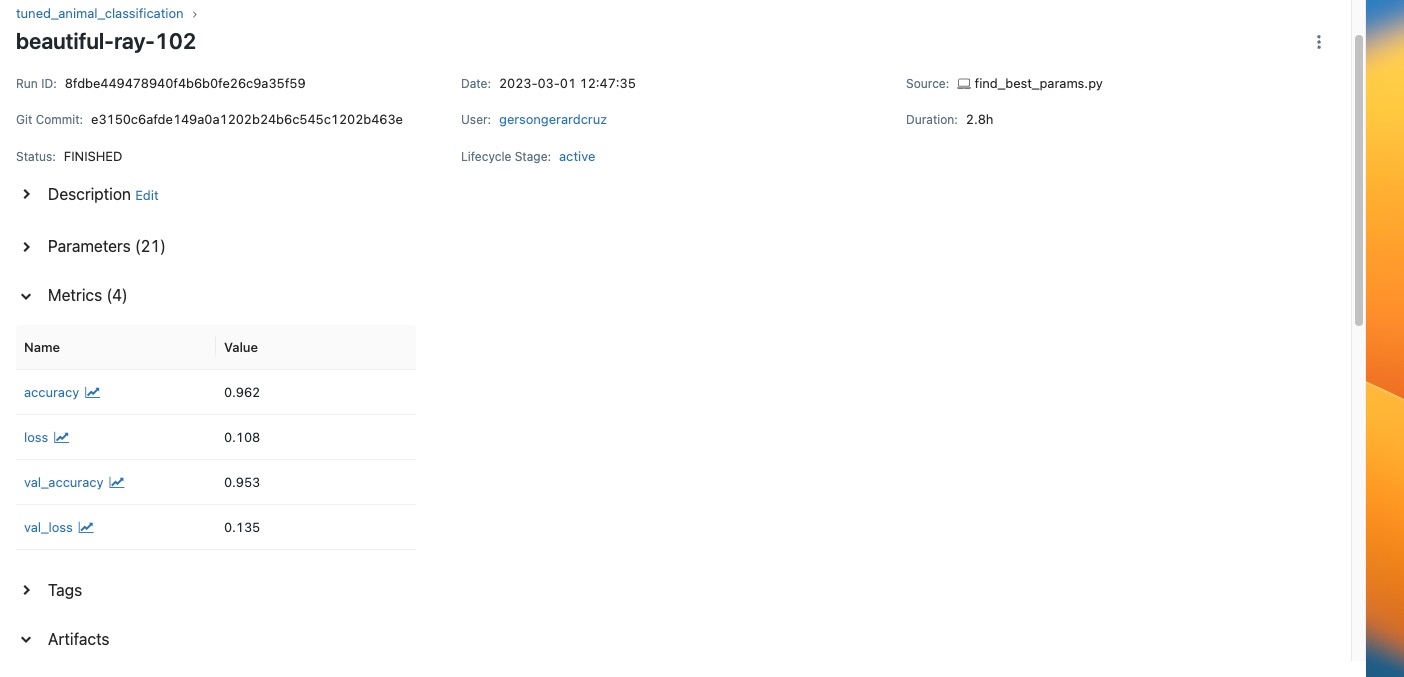 tuned_animal_classification ›
beautiful-ray-102
Run ID: 8fdbe449478940f4b6b0fe26c9a35f59
Date: 2023-03-01 12:47:35
Source: find_best_params.py
Git Commit: e3150c6afde149a0a1202b24b6c545c1202b463e
User: gersongerardcruz
Duration: 2.8h
Status: FINISHED
Lifecycle Stage: active
Description Edit
Parameters (21)
Metrics (4)
Name Value
accuracy 0.962
loss 0.108
val_accuracy 0.953
val_loss 0.135
Tags
Artifacts